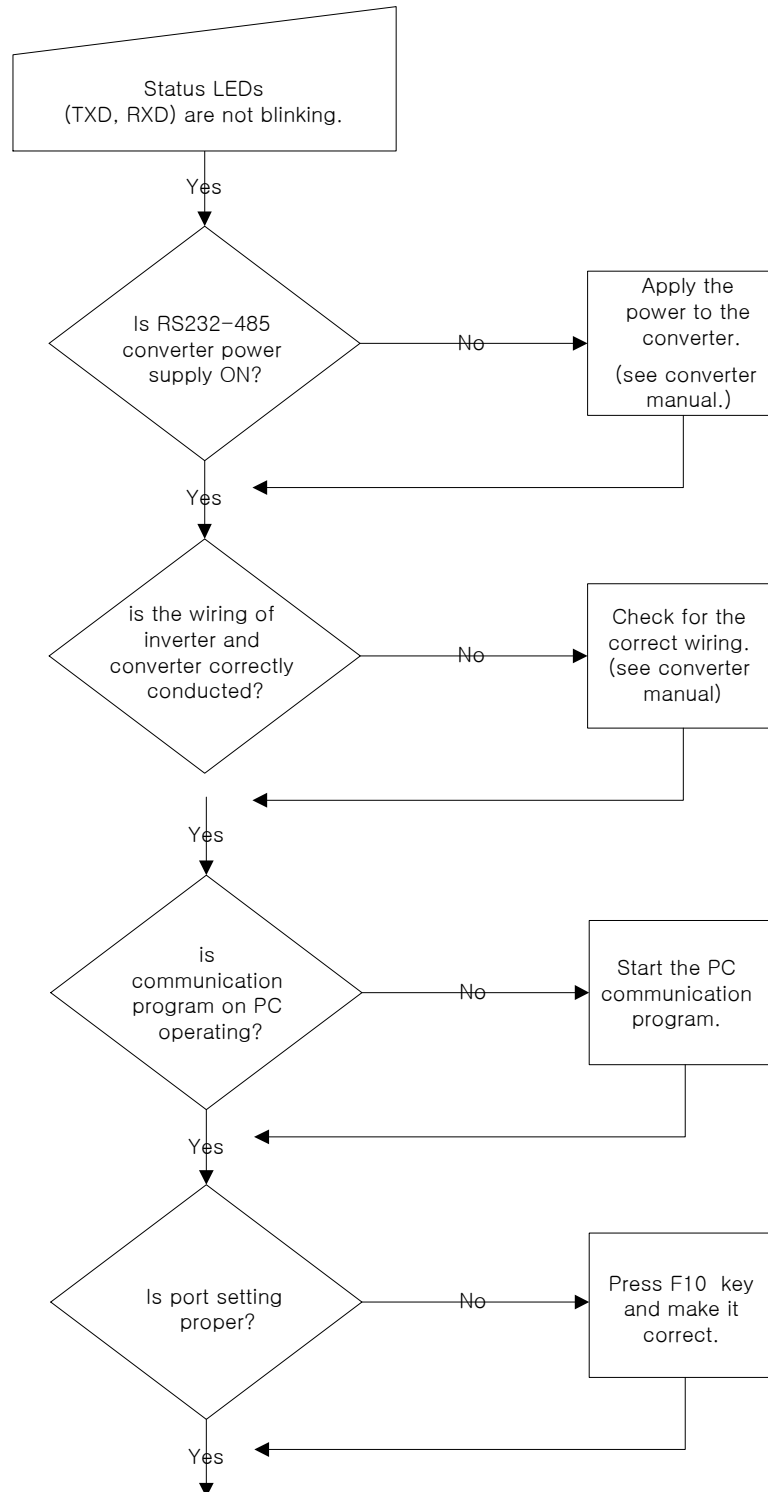 Status LEDs
(TXD, RXD) are not blinking.
Yes
Is RS232-485
converter power
supply ON?
No
Apply the
power to the
converter.
(see converter
manual.)
Yes
is the wiring of
inverter and
converter correctly
conducted?
No
Check for the
correct wiring.
(see converter
manual)
Yes
is
communication
program on PC
operating?
No
Start the PC
communication
program.
Yes
Is port setting
proper?
No
Press F10 key
and make it
correct.
Yes